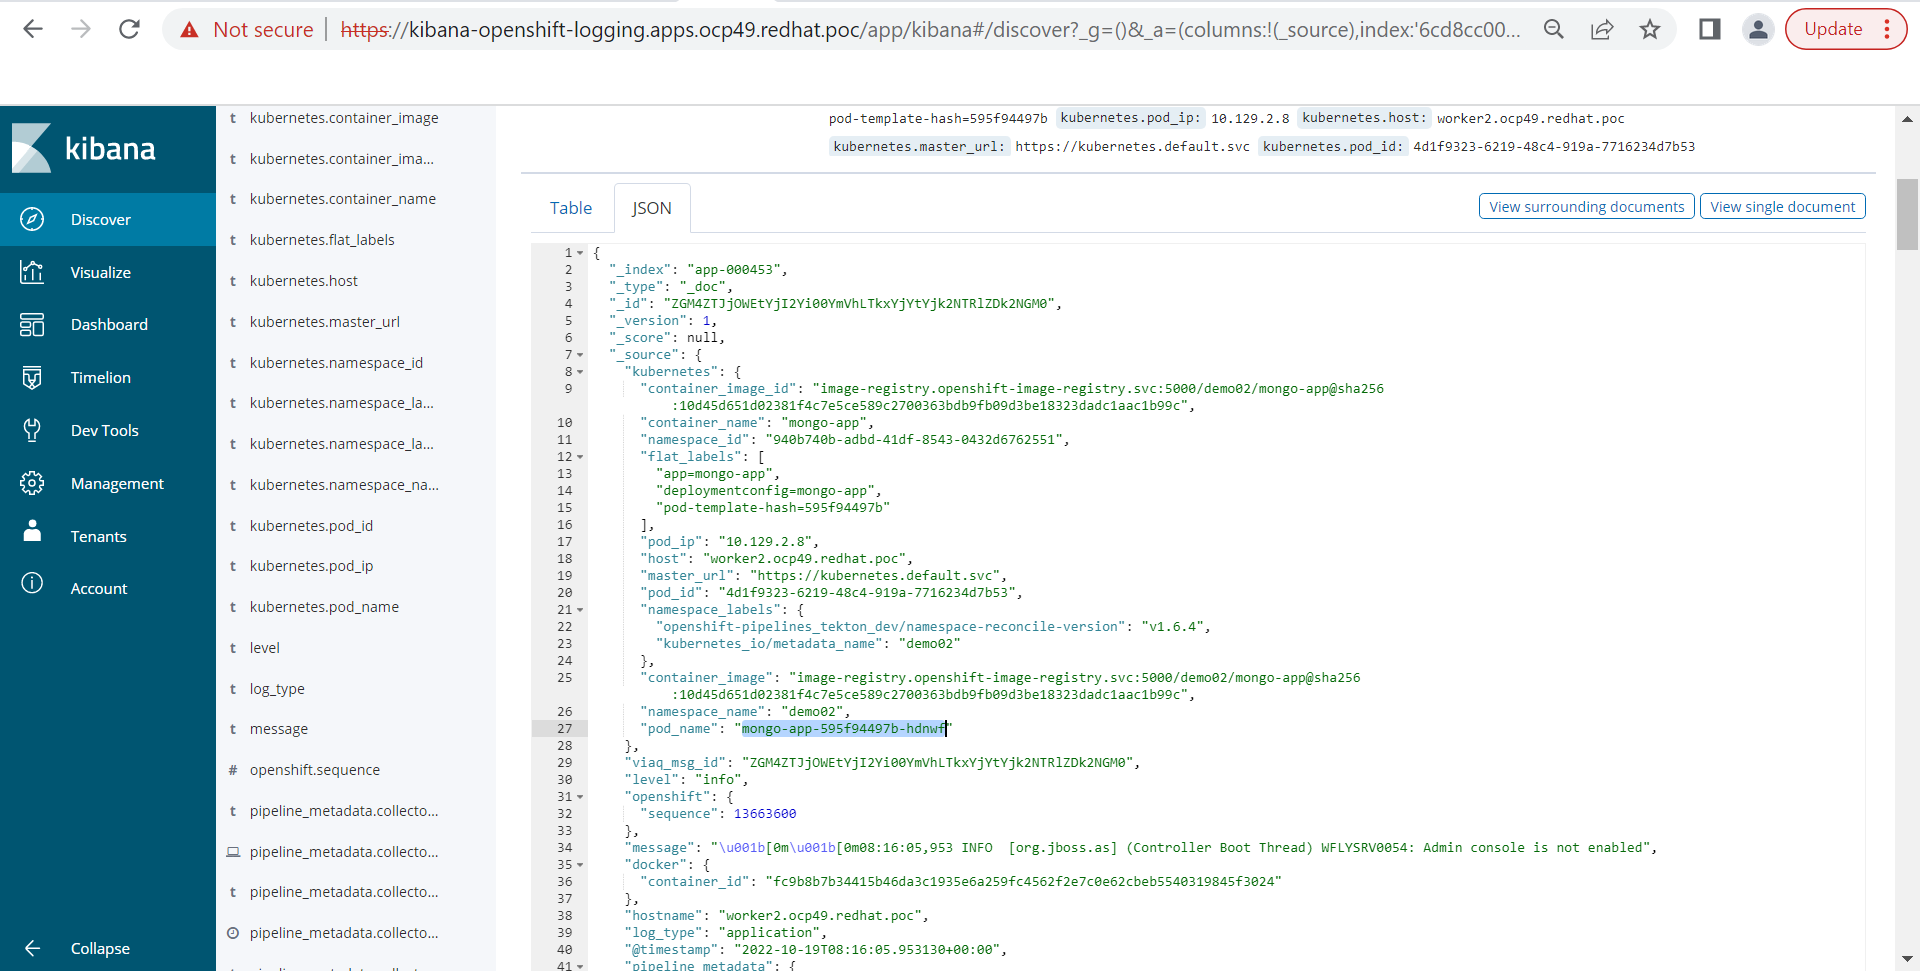 Not secure
https://kibana-openshift-logging.apps.ocp49.redhat.poc/app/kibana#/discover?_g=()&_a=(columns:!(_source),index:'6cd8cc00...
Update
kibana
Discover
Visualize
Dashboard
Timelion
Dev Tools
Management
Tenants
Account
Collapse
t kubernetes.container_image
t kubernetes.container_ima...
t kubernetes.container_name
t kubernetes.flat_labels
t kubernetes.host
t kubernetes.master_url
t kubernetes.namespace_id
t kubernetes.namespace_la...
t kubernetes.namespace_la...
t kubernetes.namespace_na...
t kubernetes.pod_id
t kubernetes.pod_ip
t kubernetes.pod_name
t level
t log_type
t message
# openshift.sequence
t pipeline_metadata.collecto...
pipeline_metadata.collecto...
t pipeline_metadata.collecto...
pipeline_metadata.collecto...
pod-template-hash=595f94497b kubernetes.pod_ip: 10.129.2.8 kubernetes.host: worker2.ocp49.redhat.poc
kubernetes.master_url: https://kubernetes.default.svc kubernetes.pod_id: 4d1f9323-6219-48c4-919a-7716234d7b53
Table JSON View surrounding documents View single document
1 {
2 "_index": "app-000453",
3 "_type": "_doc",
4 "_id": "ZGM4ZTJjOWEtYjI2Yi00YmVhLTkxYjYtYjk2NTRlZDk2NGM0",
5 "_version": 1,
6 "_score": null,
7 "_source": {
8 "kubernetes": {
9 "container_image_id": "image-registry.openshift-image-registry.svc:5000/demo02/mongo-app@sha256
:10d45d651d02381f4c7e5ce589c2700363bdb9fb09d3be18323dadc1aac1b99c",
10 "container_name": "mongo-app",
11 "namespace_id": "940b740b-adbd-41df-8543-0432d6762551",
12 "flat_labels": [
13 "app=mongo-app",
14 "deploymentconfig=mongo-app",
15 "pod-template-hash=595f94497b"
16 ],
17 "pod_ip": "10.129.2.8",
18 "host": "worker2.ocp49.redhat.poc",
19 "master_url": "https://kubernetes.default.svc",
20 "pod_id": "4d1f9323-6219-48c4-919a-7716234d7b53",
21 "namespace_labels": {
22 "openshift-pipelines_tekton_dev/namespace-reconcile-version": "v1.6.4",
23 "kubernetes_io/metadata_name": "demo02"
24 },
25 "container_image": "image-registry.openshift-image-registry.svc:5000/demo02/mongo-app@sha256
:10d45d651d02381f4c7e5ce589c2700363bdb9fb09d3be18323dadc1aac1b99c",
26 "namespace_name": "demo02",
27 "pod_name": "mongo-app-595f94497b-hdnwf"
28 },
29 "viaq_msg_id": "ZGM4ZTJjOWEtYjI2Yi00YmVhLTkxYjYtYjk2NTRlZDk2NGM0",
30 "level": "info",
31 "openshift": {
32 "sequence": 13663600
33 },
34 "message": "\u001b[0m\u001b[0m08:16:05,953 INFO  [org.jboss.as] (Controller Boot Thread) WFLYSRV0054: Admin console is not enabled",
35 "docker": {
36 "container_id": "fc9b8b7b34415b46da3c1935e6a259fc4562f2e7c0e62cbeb5540319845f3024"
37 },
38 "hostname": "worker2.ocp49.redhat.poc",
39 "log_type": "application",
40 "@timestamp": "2022-10-19T08:16:05.953130+00:00",
41 "pipeline_metadata": {